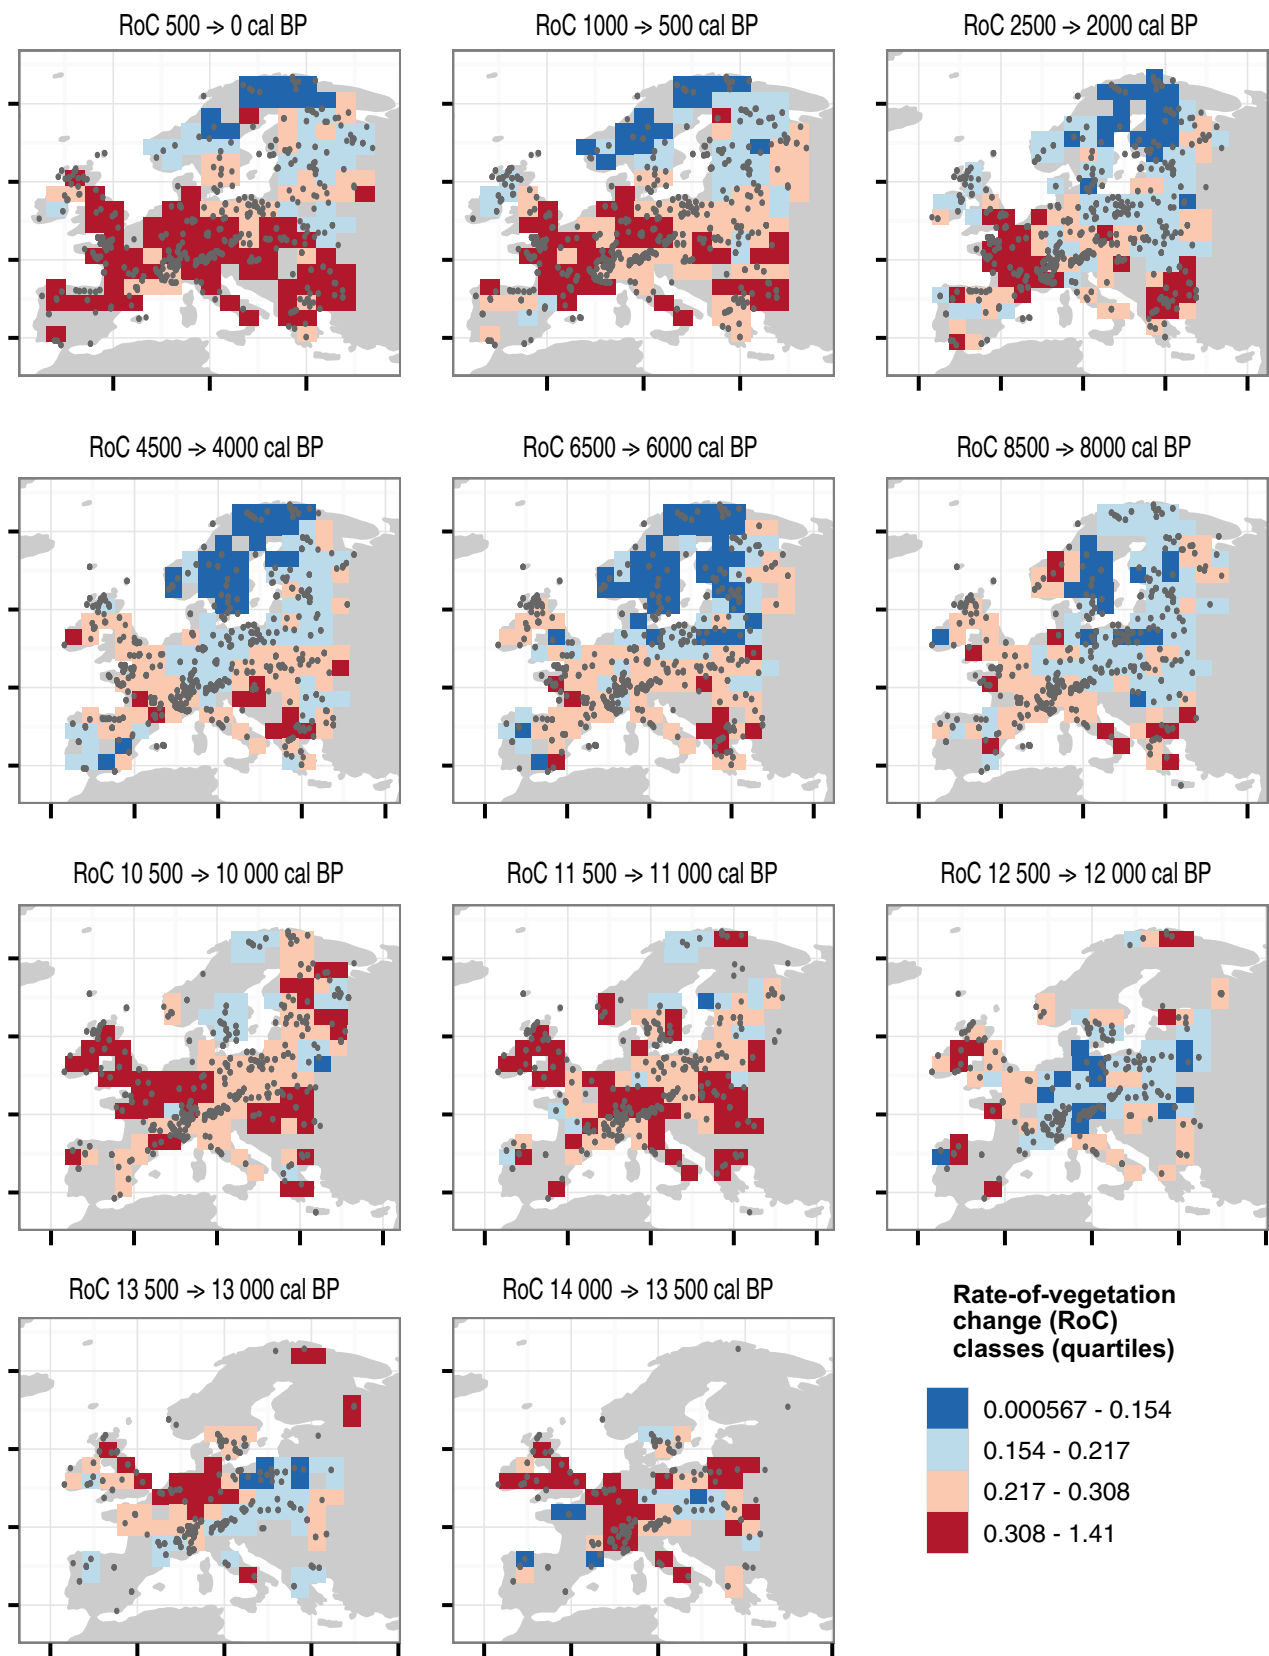 RoC 500 → 0 cal BP
RoC 1000 → 500 cal BP
RoC 2500 → 2000 cal BP
RoC 4500 → 4000 cal BP
RoC 6500 → 6000 cal BP
RoC 8500 → 8000 cal BP
RoC 10 500 → 10 000 cal BP
RoC 11 500 → 11 000 cal BP
RoC 12 500 → 12 000 cal BP
RoC 13 500 → 13 000 cal BP
RoC 14 000 → 13 500 cal BP
Rate-of-vegetation
change (RoC)
classes (quartiles)
0.000567 - 0.154
0.154 - 0.217
0.217 - 0.308
0.308 - 1.41